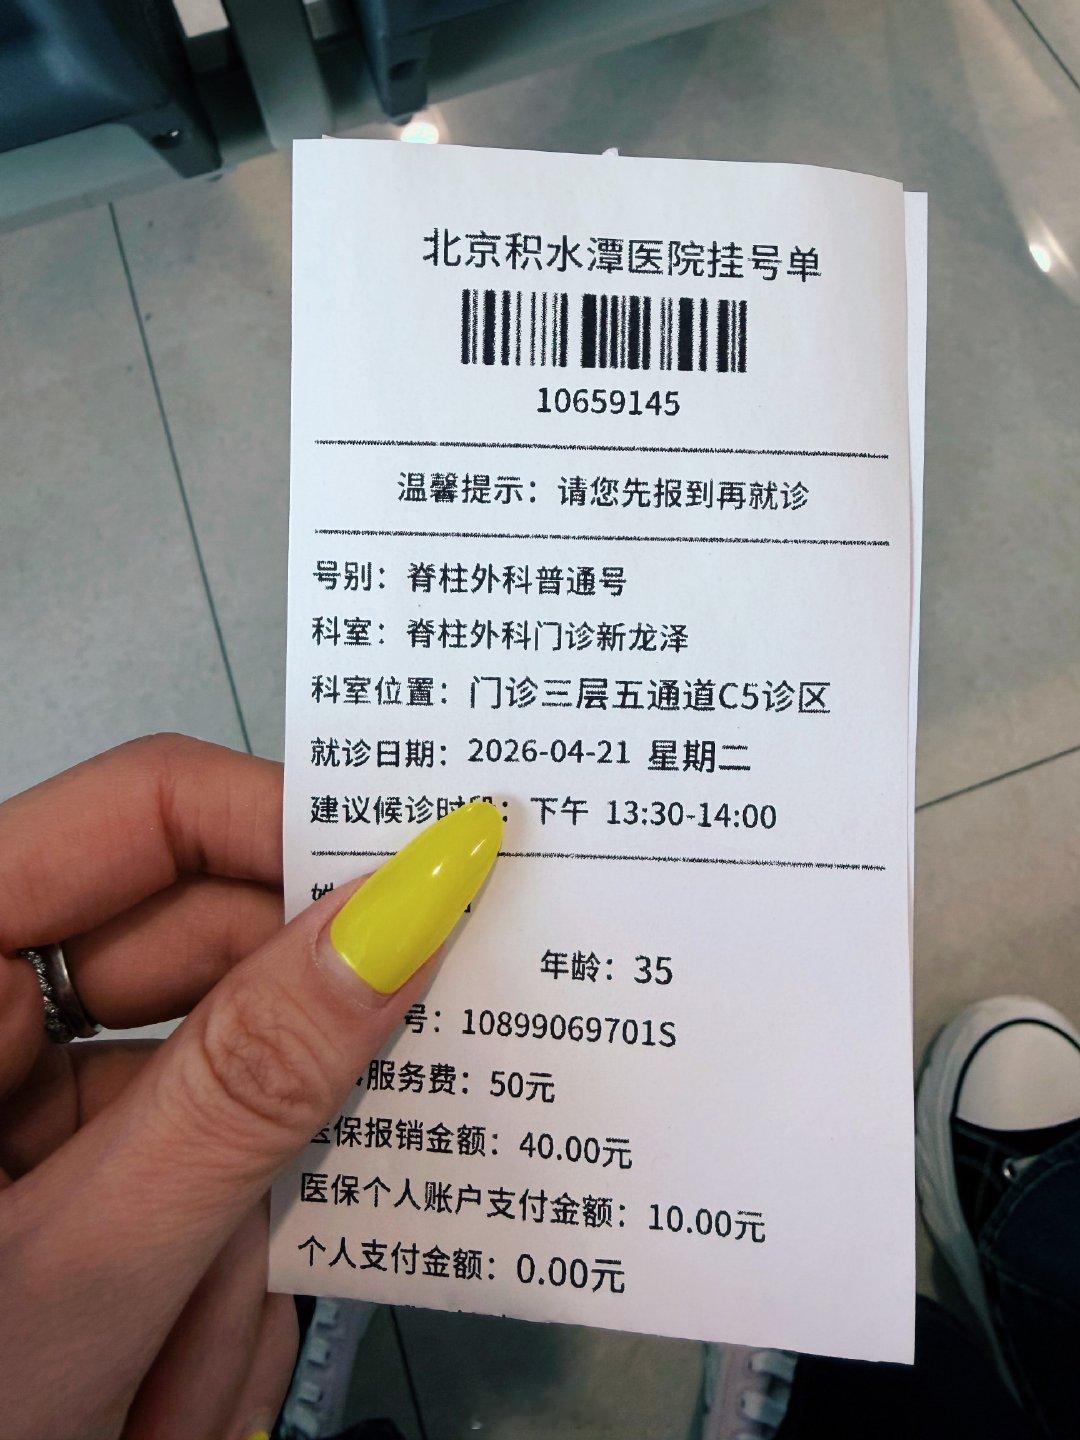 北京积水潭医院挂号单
10659145
温馨提示：请您先报到再就诊
号别：脊柱外科普通号
科室：脊柱外科门诊新龙泽
科室位置：门诊三层五通道C5诊区
就诊日期：2026-04-21 星期二
建议候诊时段：下午 13:30-14:00
年龄：35
号：10899069701S
服务费：50元
医保报销金额：40.00元
医保个人账户支付金额：10.00元
个人支付金额：0.00元